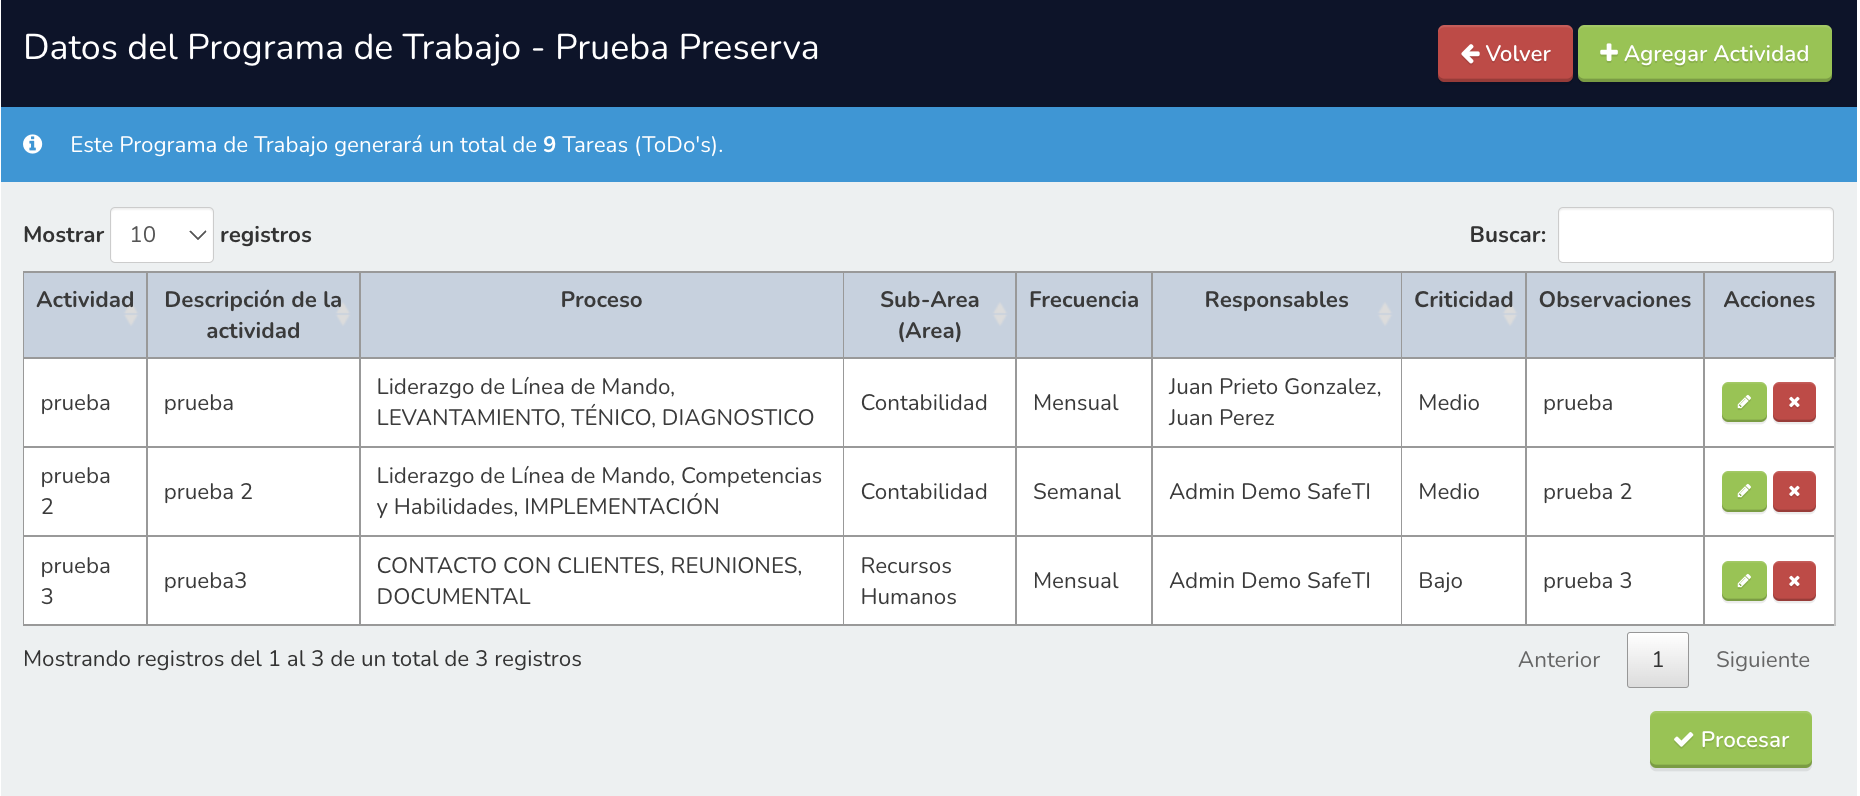 Datos del Programa de Trabajo - Prueba Preserva
Volver
Agregar Actividad
Este Programa de Trabajo generará un total de 9 Tareas (ToDo's).
Mostrar 10 registros
Buscar:
Actividad
Descripción de la
actividad
Proceso
Sub-Area
(Area)
Frecuencia
Responsables
Criticidad
Observaciones
Acciones
prueba
prueba
Liderazgo de Línea de Mando,
LEVANTAMIENTO, TÉNICO, DIAGNOSTICO
Contabilidad
Mensual
Juan Prieto Gonzalez,
Juan Perez
Medio
prueba
prueba
2
prueba 2
Liderazgo de Línea de Mando, Competencias
y Habilidades, IMPLEMENTACIÓN
Contabilidad
Semanal
Admin Demo SafeTI
Medio
prueba 2
prueba
3
prueba3
CONTACTO CON CLIENTES, REUNIONES,
DOCUMENTAL
Recursos
Humanos
Mensual
Admin Demo SafeTI
Bajo
prueba 3
Mostrando registros del 1 al 3 de un total de 3 registros
Anterior
1
Siguiente
Procesar